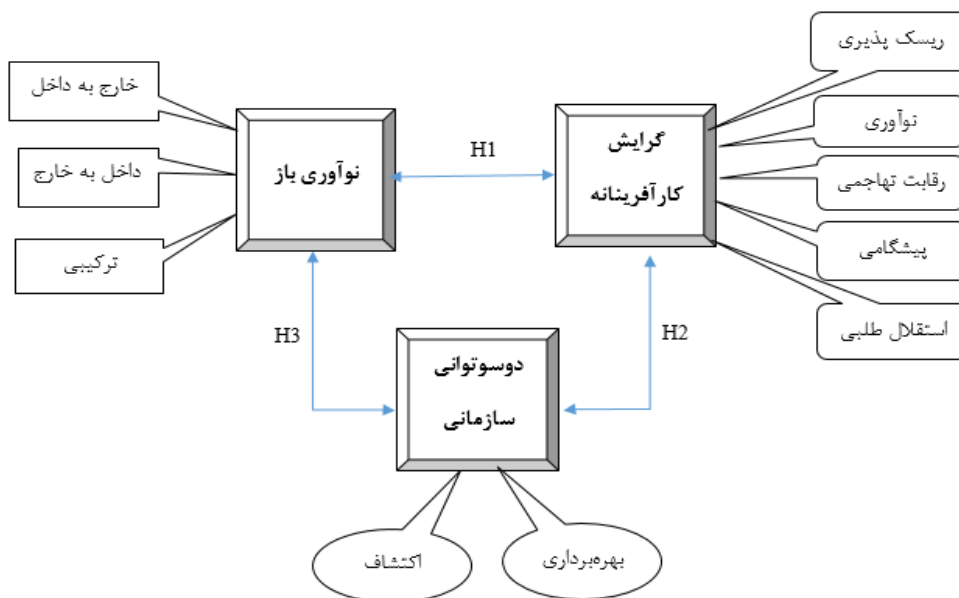 ریسک پذیری
نوآوری
رقابت تهاجمی
پیشگامی
استقلال طلبی
گرایش
کارآفرینانه
H1
نوآوری باز
خارج به داخل
داخل به خارج
ترکیبی
H2
H3
دوسوتوانی
سازمانی
بهره‌برداری
اکتشاف